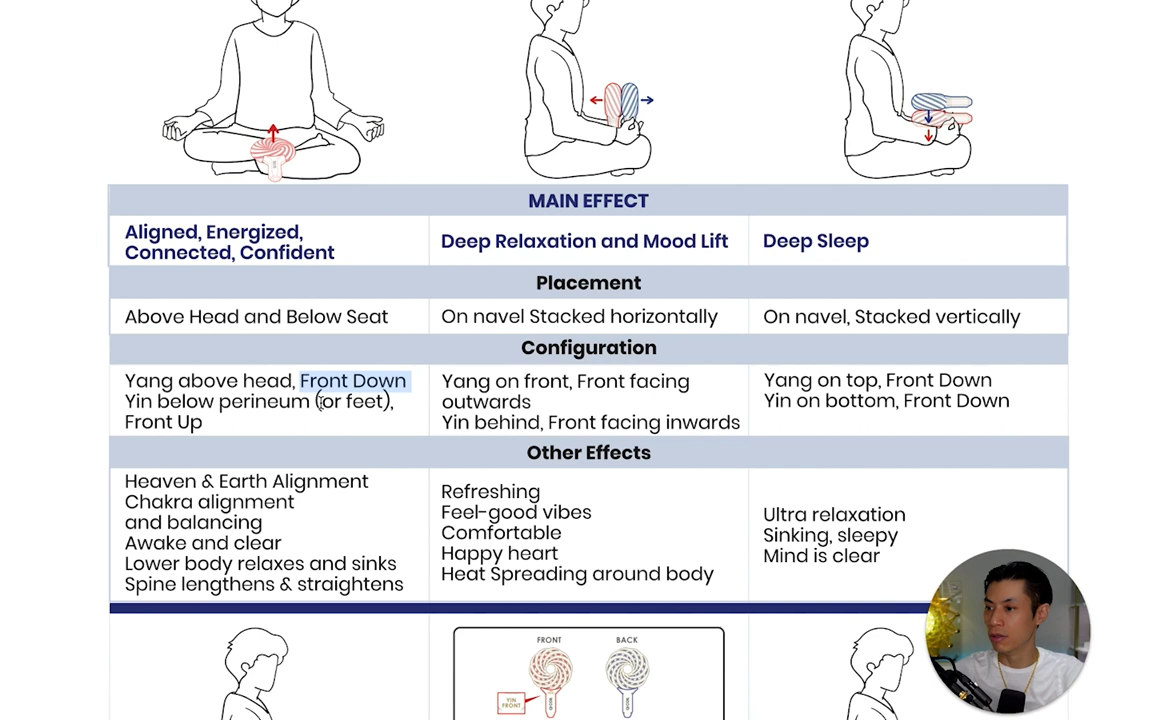 MAIN EFFECT
Aligned, Energized,
Connected, Confident
Deep Relaxation and Mood Lift
Deep Sleep
Placement
Above Head and Below Seat
On navel Stacked horizontally
On navel, Stacked vertically
Configuration
Yang above head, Front Down
Yin below perineum (or feet),
Front Up
Yang on front, Front facing
outwards
Yin behind, Front facing inwards
Yang on top, Front Down
Yin on bottom, Front Down
Other Effects
Heaven & Earth Alignment
Chakra alignment
and balancing
Awake and clear
Lower body relaxes and sinks
Spine lengthens & straightens
Refreshing
Feel-good vibes
Comfortable
Happy heart
Heat Spreading around body
Ultra relaxation
Sinking, sleepy
Mind is clear
FRONT
BACK
YIN
FRONT